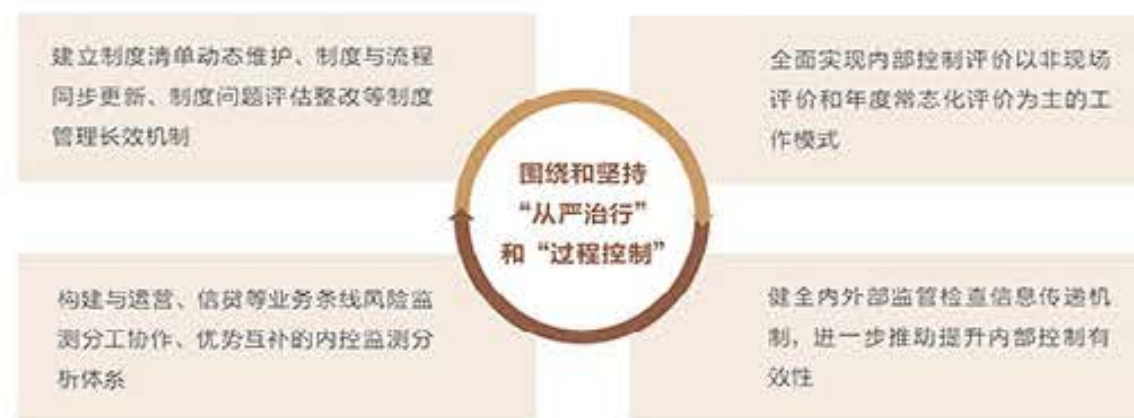 建立制度清单动态维护、制度与流程
同步更新、制度问题评估整改等制度
管理长效机制
全面实现内部控制评价以非现场
评价和年度常态化评价为主的工
作模式
围绕和坚持
“从严治行”
和“过程控制”
构建与运营、信贷等业务条线风险监
测分工协作、优势互补的内控监测分
析体系
健全内外部监管检查信息传递机
制，进一步推动提升内部控制有
效性